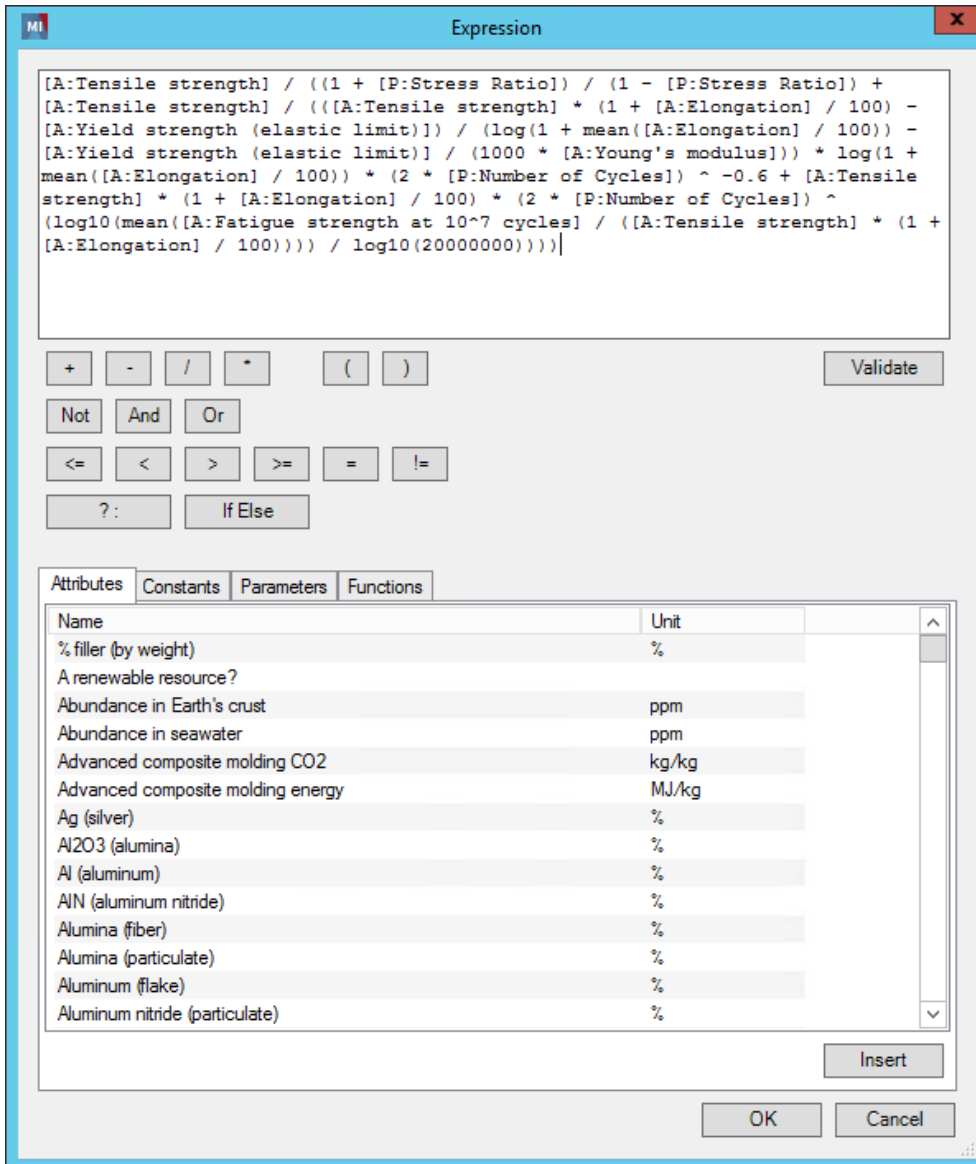 MI
Expression
x
[A:Tensile strength] / ((1 + [P:Stress Ratio]) / (1 - [P:Stress Ratio]) +
[A:Tensile strength] / (([A:Tensile strength] * (1 + [A:Elongation] / 100) -
[A:Yield strength (elastic limit)]) / (log(1 + mean([A:Elongation] / 100)) -
[A:Yield strength (elastic limit)] / (1000 * [A:Young's modulus])) * log(1 +
mean([A:Elongation] / 100)) * (2 * [P:Number of Cycles]) ^ -0.6 + [A:Tensile
strength] * (1 + [A:Elongation] / 100) * (2 * [P:Number of Cycles]) ^
(log10(mean([A:Fatigue strength at 10^7 cycles] / ([A:Tensile strength] * (1 +
[A:Elongation] / 100)))) / log10(20000000))))
+ - / * ( ) Validate
Not And Or
<= < > >= = !=
? : If Else
Attributes Constants Parameters Functions
Name Unit
% filler (by weight) %
A renewable resource?
Abundance in Earth's crust ppm
Abundance in seawater ppm
Advanced composite molding CO2 kg/kg
Advanced composite molding energy MJ/kg
Ag (silver) %
Al2O3 (alumina) %
Al (aluminum) %
AlN (aluminum nitride) %
Alumina (fiber) %
Alumina (particulate) %
Aluminum (flake) %
Aluminum nitride (particulate) %
Insert
OK Cancel